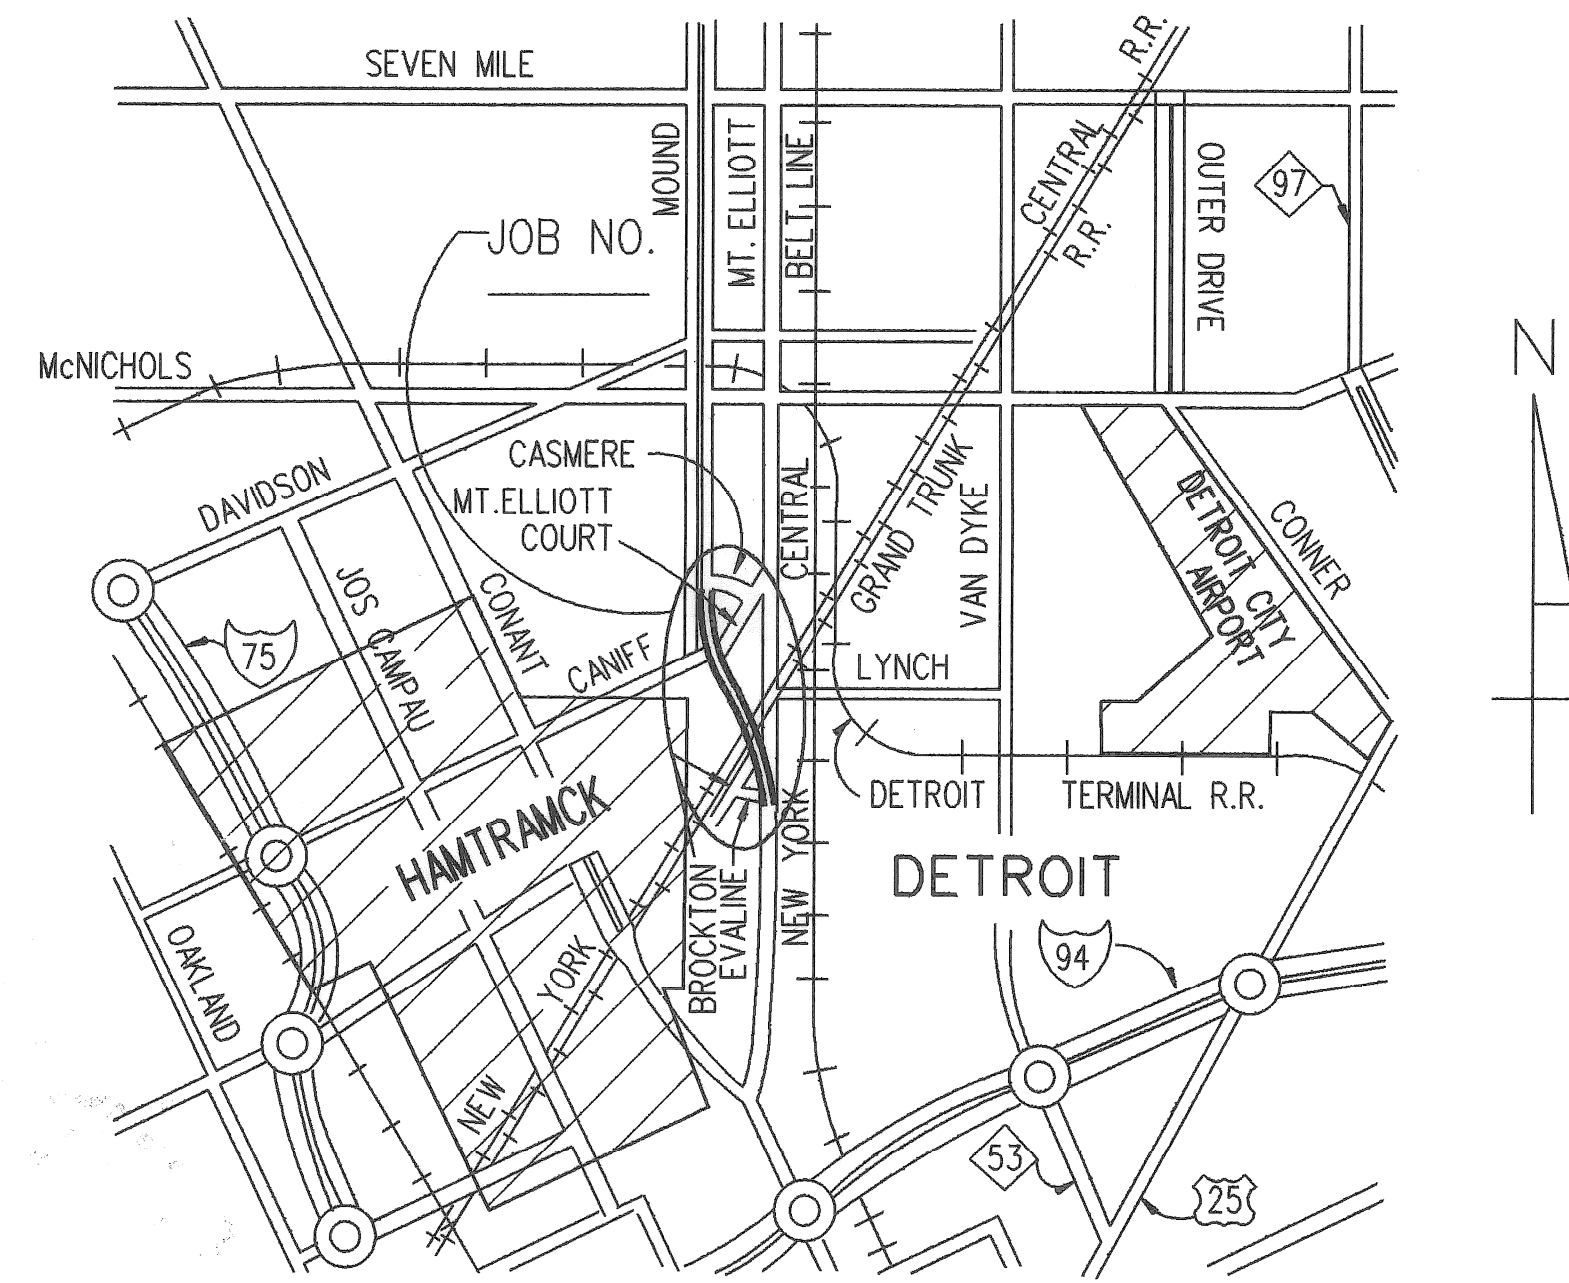 SEVEN MILE
R.R.
MOUND
MT. ELLIOTT
BELT LINE
CENTRAL
R.R.
OUTER DRIVE
97
JOB NO.
N
McNICHOLS
CASMERE
DAVIDSON
MT.ELLIOTT
COURT
CENTRAL
GRAND TRUNK
VAN DYKE
DETROIT CITY
AIRPORT
CONNER
JOS CAMPAU
CONANT
75
CANIFF
LYNCH
DETROIT
TERMINAL R.R.
HAMTRAMCK
BROCKTON
EVALINE
NEW YORK
DETROIT
OAKLAND
YORK
NEW
94
53
25